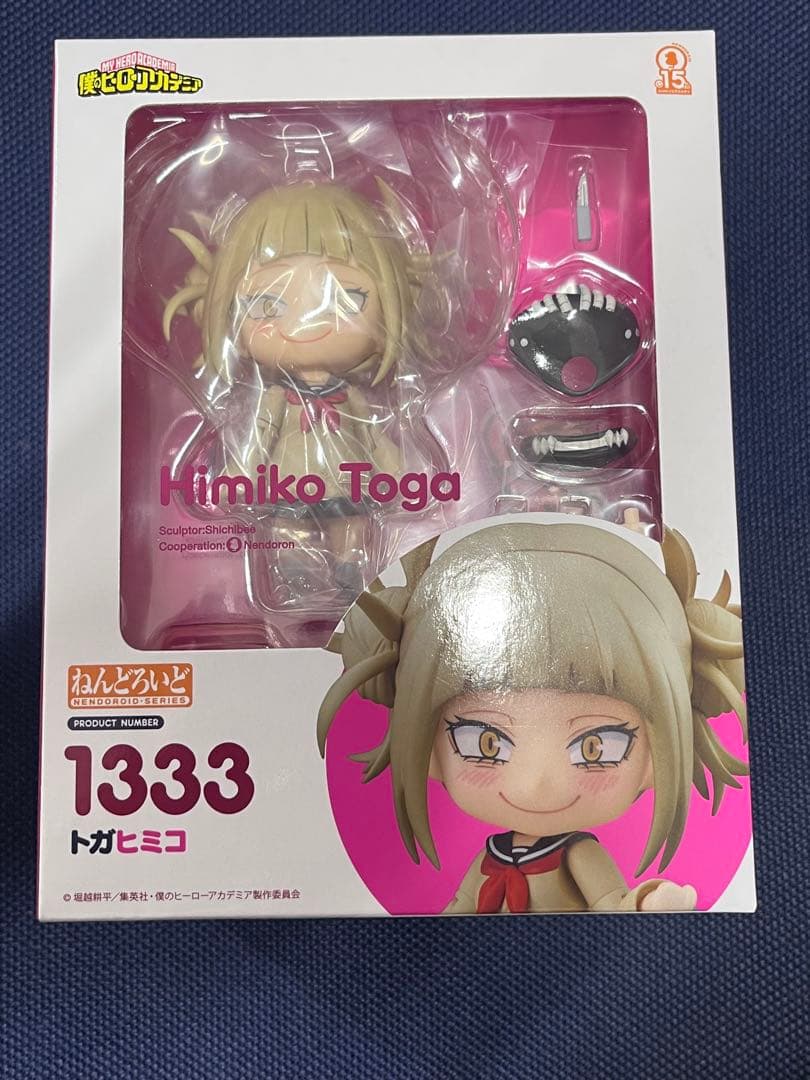 MY HERO ACADEMIA
僕のヒーローアカデミア
15
ANNIVERSARY
Himiko Toga
Sculptor:Shichibee
Cooperation: Nendoron
ねんどろいど
NENDOROID・SERIES
PRODUCT NUMBER
1333
トガヒミコ
© 堀越耕平／集英社・僕のヒーローアカデミア製作委員会